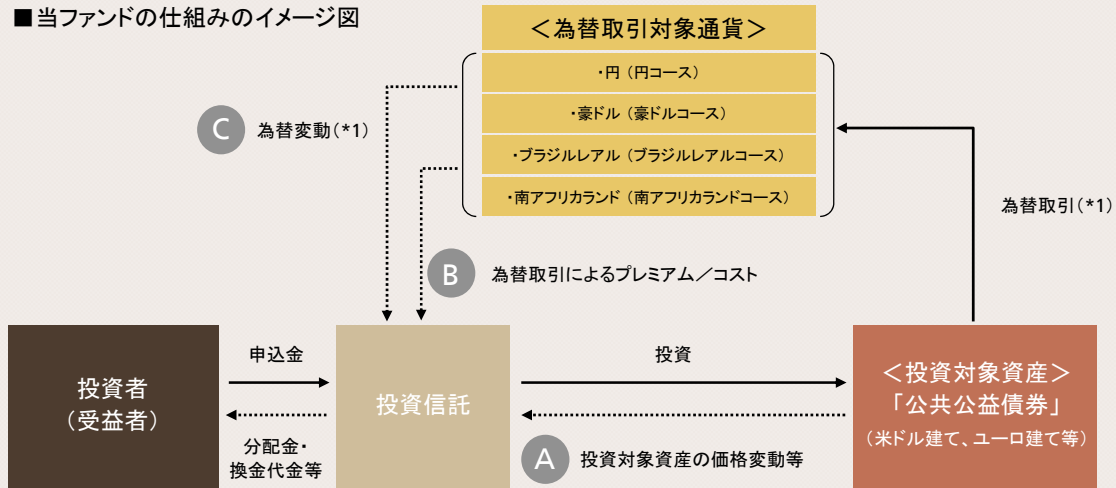 ■当ファンドの仕組みのイメージ図
＜為替取引対象通貨＞
・円（円コース）
・豪ドル（豪ドルコース）
・ブラジルレアル（ブラジルレアルコース）
・南アフリカランド（南アフリカランドコース）
C 為替変動(*1)
為替取引(*1)
B 為替取引によるプレミアム／コスト
投資者
（受益者）
申込金
分配金・
換金代金等
投資信託
投資
A 投資対象資産の価格変動等
＜投資対象資産＞
「公共公益債券」
（米ドル建て、ユーロ建て等）